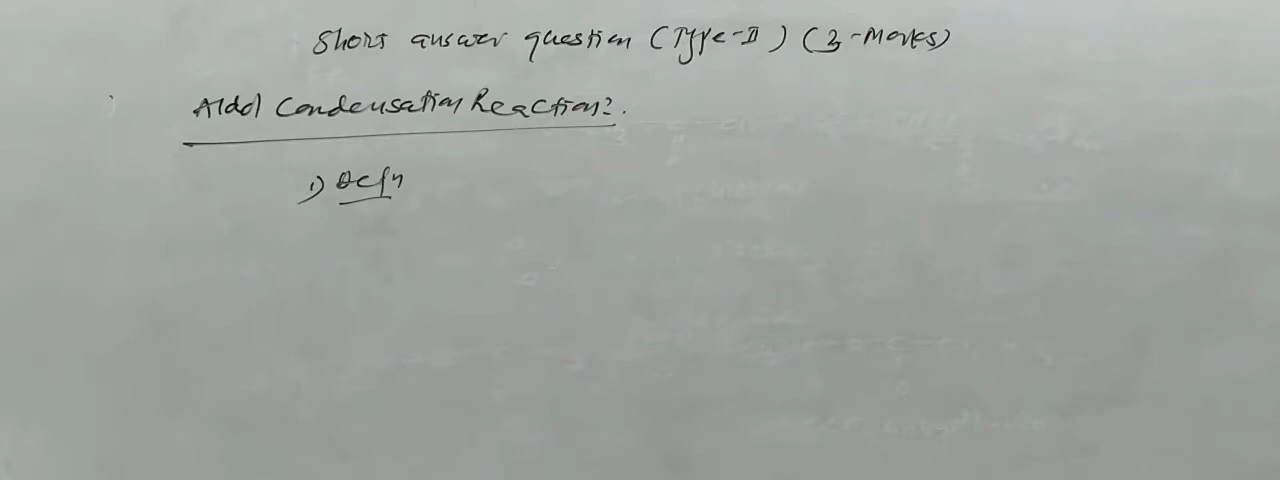 Short answer question (Type-II) (3-Marks)
Aldol Condensation Reaction?.
1) Defn